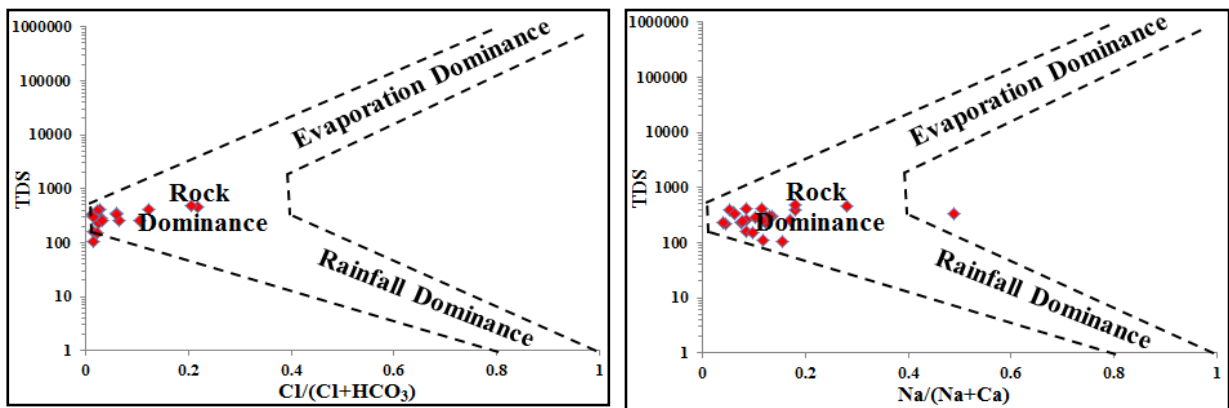 1000000
100000
10000
1000
100
10
1
TDS
0
0.2
0.4
0.6
0.8
1
Cl/(Cl+HCO₃)
Evaporation Dominance
Rock
Dominance
Rainfall Dominance
1000000
100000
10000
1000
100
10
1
TDS
0
0.2
0.4
0.6
0.8
1
Na/(Na+Ca)
Evaporation Dominance
Rock
Dominance
Rainfall Dominance